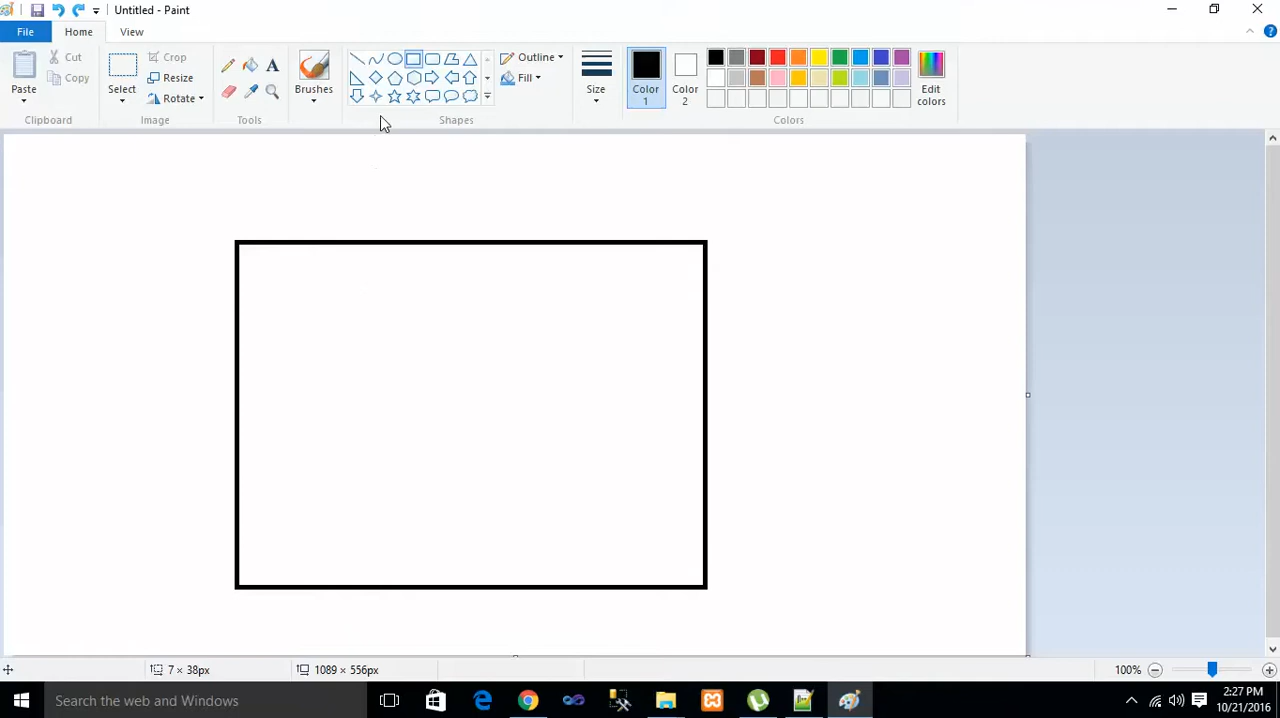 Untitled - Paint
File Home View
Paste Cut Copy
Clipboard
Select Crop Resize Rotate
Image
Tools
Brushes
Outline Fill
Shapes
Size
Color 1
Color 2
Edit colors
Colors
7 × 38px
1089 × 556px
100%
Search the web and Windows
2:27 PM
10/21/2016